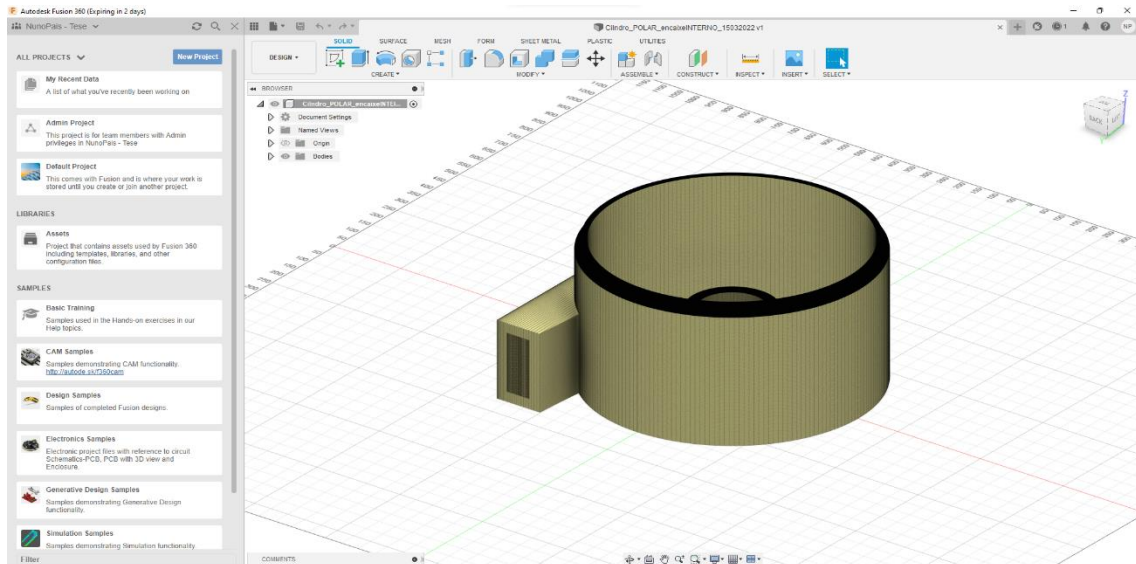 Autodesk Fusion 360 (Expiring in 2 days)
NunoPais - Tese
Cilindro_POLAR_encaixeINTERNO_15032022 v1
1
NP
ALL PROJECTS
New Project
My Recent Data
A list of what you've recently been working on
Admin Project
This project is for team members with Admin
privileges in NunoPais - Tese
Default Project
This comes with Fusion and is where your work is
stored until you create or join another project.
LIBRARIES
Assets
Project that contains assets used by Fusion 360
including templates, libraries, and other
configuration files.
SAMPLES
Basic Training
Samples used in the Hands-on exercises in our
Help topics.
CAM Samples
Samples demonstrating CAM functionality.
http://autode.sk/f360cam
Design Samples
Samples of completed Fusion designs.
Electronics Samples
Electronic project files with reference to circuit
Schematics-PCB, PCB with 3D view and
Enclosure.
Generative Design Samples
Samples demonstrating Generative Design
functionality.
Simulation Samples
Samples demonstrating Simulation functionality
Filter
DESIGN
SOLID SURFACE MESH FORM SHEET METAL PLASTIC UTILITIES
CREATE MODIFY ASSEMBLE CONSTRUCT INSPECT INSERT SELECT
BROWSER
Cilindro_POLAR_encaixeINTE...
Document Settings
Named Views
Origin
Bodies
Z
BACK
COMMENTS